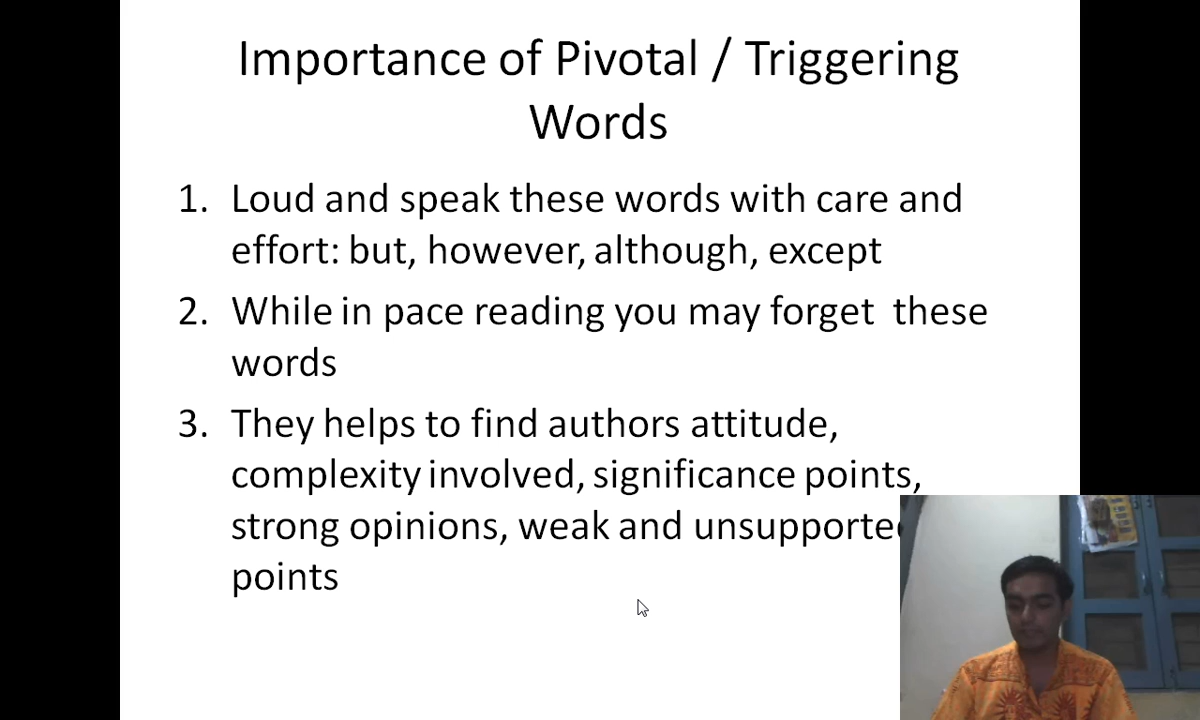 Importance of Pivotal / Triggering
Words
1. Loud and speak these words with care and
effort: but, however, although, except
2. While in pace reading you may forget these
words
3. They helps to find authors attitude,
complexity involved, significance points,
strong opinions, weak and unsupporte
points